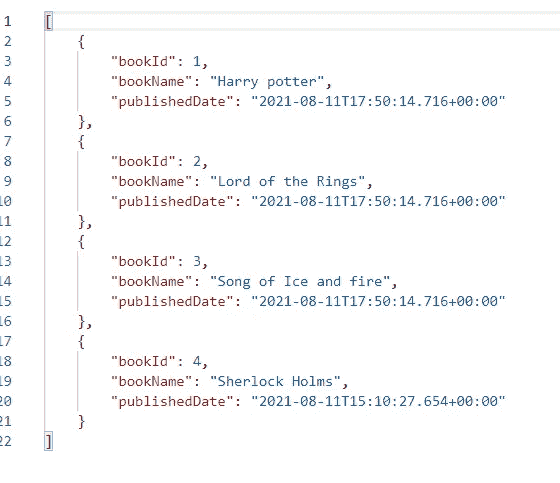 1 [
2 {
3 "bookId": 1,
4 "bookName": "Harry potter",
5 "publishedDate": "2021-08-11T17:50:14.716+00:00"
6 },
7 {
8 "bookId": 2,
9 "bookName": "Lord of the Rings",
10 "publishedDate": "2021-08-11T17:50:14.716+00:00"
11 },
12 {
13 "bookId": 3,
14 "bookName": "Song of Ice and fire",
15 "publishedDate": "2021-08-11T17:50:14.716+00:00"
16 },
17 {
18 "bookId": 4,
19 "bookName": "Sherlock Holms",
20 "publishedDate": "2021-08-11T15:10:27.654+00:00"
21 }
22 ]